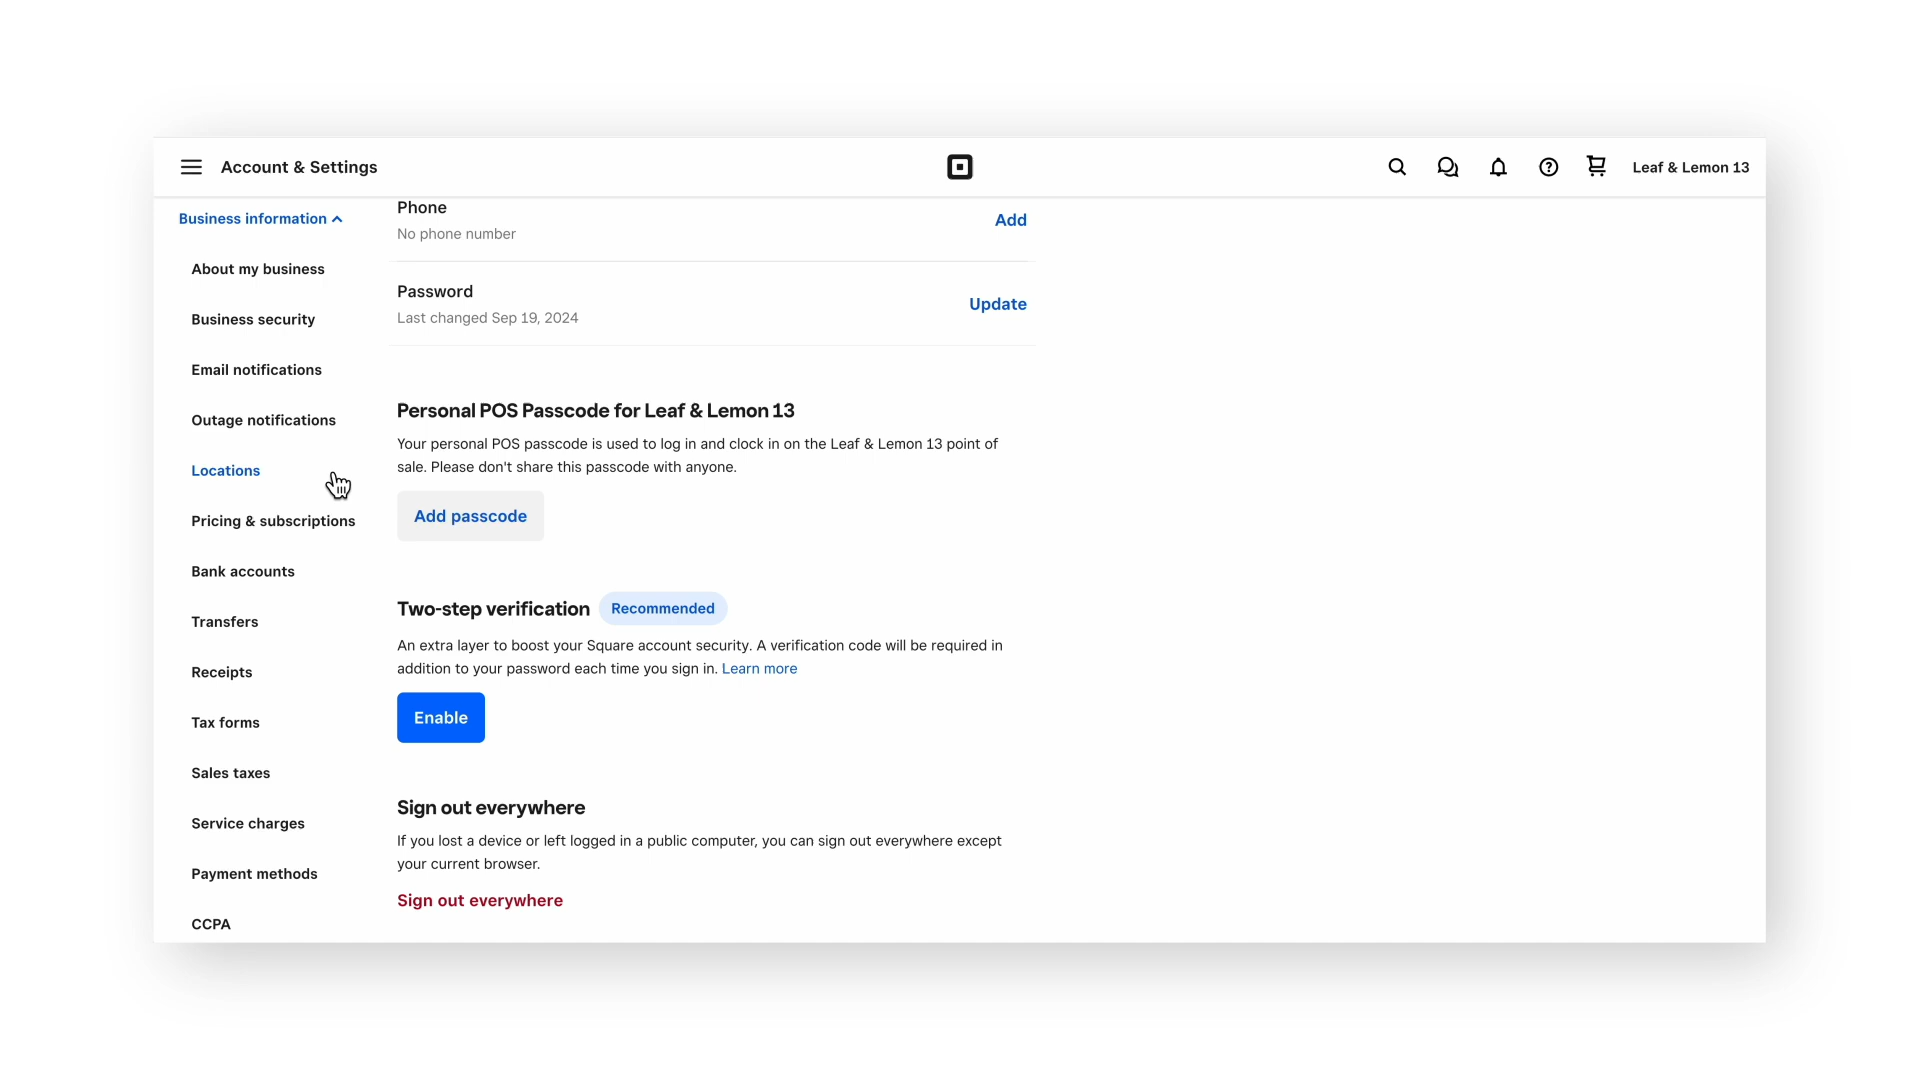 Account & Settings
Leaf & Lemon 13
Business information
About my business
Business security
Email notifications
Outage notifications
Locations
Pricing & subscriptions
Bank accounts
Transfers
Receipts
Tax forms
Sales taxes
Service charges
Payment methods
CCPA
Phone
No phone number
Add
Password
Last changed Sep 19, 2024
Update
Personal POS Passcode for Leaf & Lemon 13
Your personal POS passcode is used to log in and clock in on the Leaf & Lemon 13 point of
sale. Please don't share this passcode with anyone.
Add passcode
Two-step verification Recommended
An extra layer to boost your Square account security. A verification code will be required in
addition to your password each time you sign in. Learn more
Enable
Sign out everywhere
If you lost a device or left logged in a public computer, you can sign out everywhere except
your current browser.
Sign out everywhere